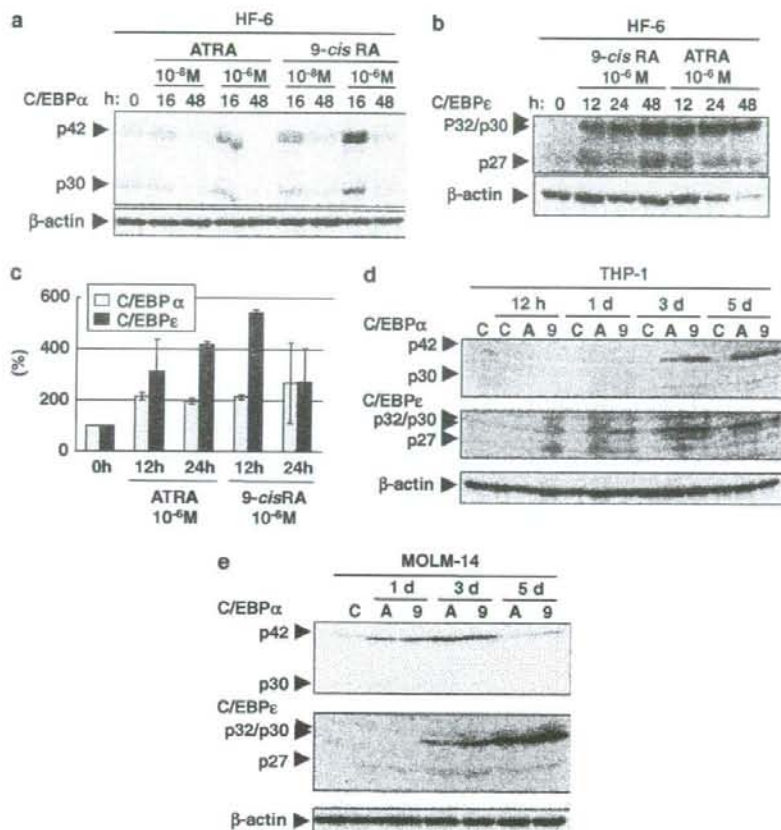 a
HF-6
ATRA 9-cis RA
10⁻⁸M 10⁻⁶M 10⁻⁸M 10⁻⁶M
C/EBPα h: 0 16 48 16 48 16 48 16 48
p42
p30
β-actin
b
HF-6
9-cis RA ATRA
10⁻⁶M 10⁻⁶M
C/EBPε h: 0 12 24 48 12 24 48
P32/p30
p27
β-actin
c
600
400
200
0
(%)
C/EBPα
C/EBPε
0h 12h 24h 12h 24h
ATRA 9-cisRA
10⁻⁶M 10⁻⁶M
d
THP-1
12 h 1 d 3 d 5 d
C/EBPα C C A 9 C A 9 C A 9 C A 9
p42
p30
C/EBPε
p32/p30
p27
β-actin
e
MOLM-14
1 d 3 d 5 d
C/EBPα C A 9 A 9 A 9
p42
p30
C/EBPε
p32/p30
p27
β-actin